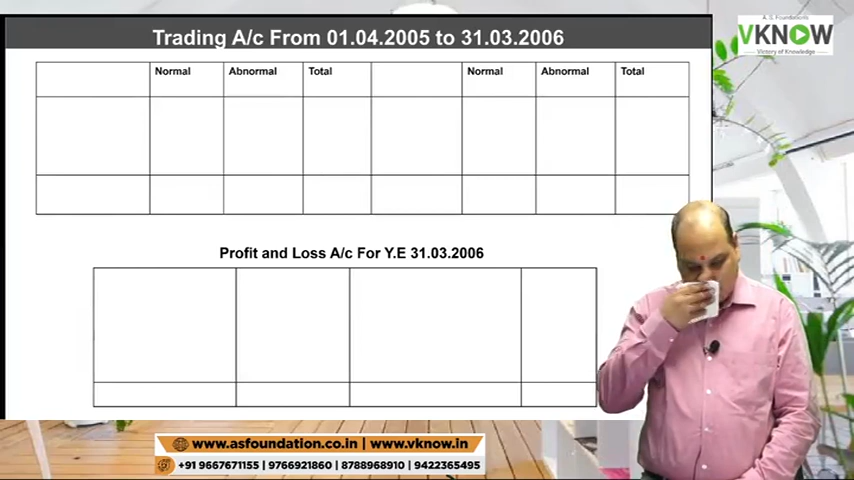 Trading A/c From 01.04.2005 to 31.03.2006
A. S. Foundation's
VKNOW
Victory of Knowledge
Normal Abnormal Total Normal Abnormal Total
Profit and Loss A/c For Y.E 31.03.2006
www.asfoundation.co.in | www.vknow.in
+91 9667671155 | 9766921860 | 8788968910 | 9422365495